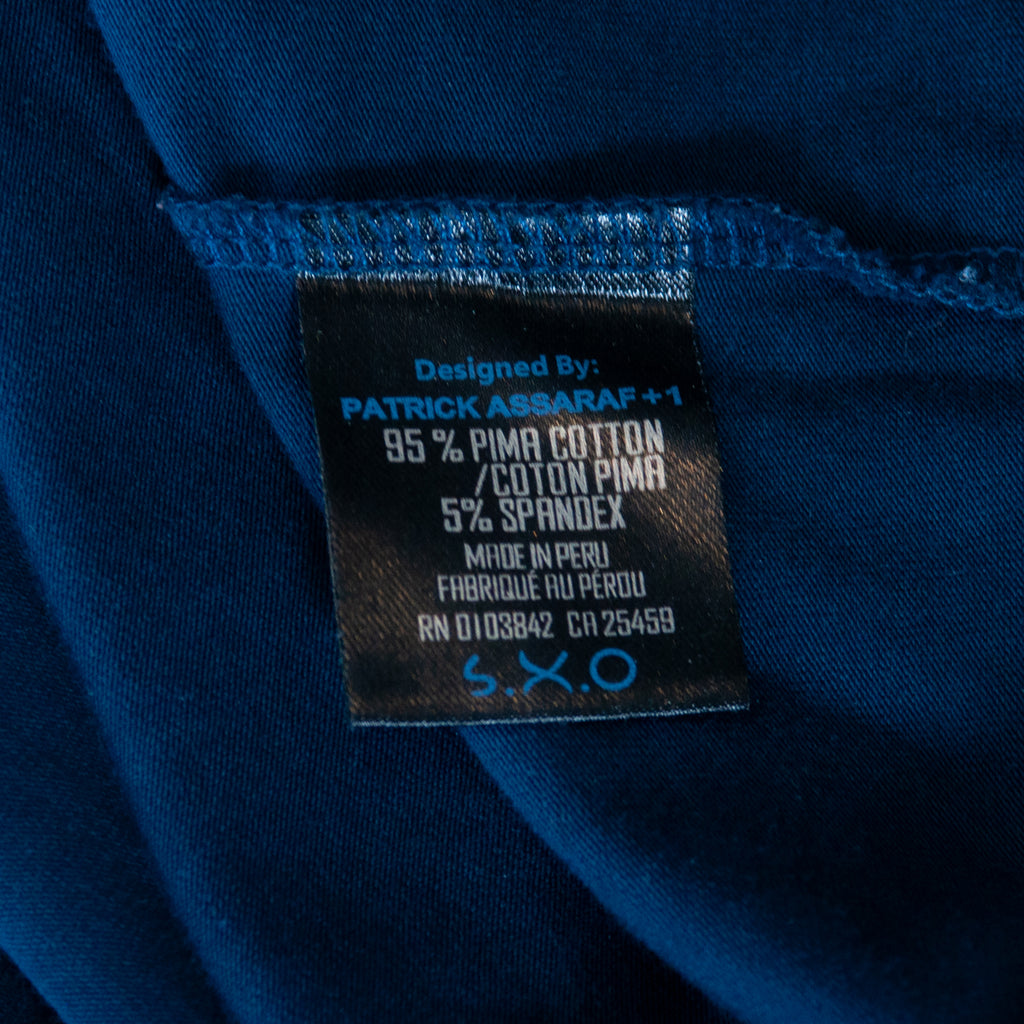 Designed By:
PATRICK ASSARAF+1
95 % PIMA COTTON
/COTON PIMA
5% SPANDEX
MADE IN PERU
FABRIQUÉ AU PÉROU
RN 0103842 CA 25459
S.X.O